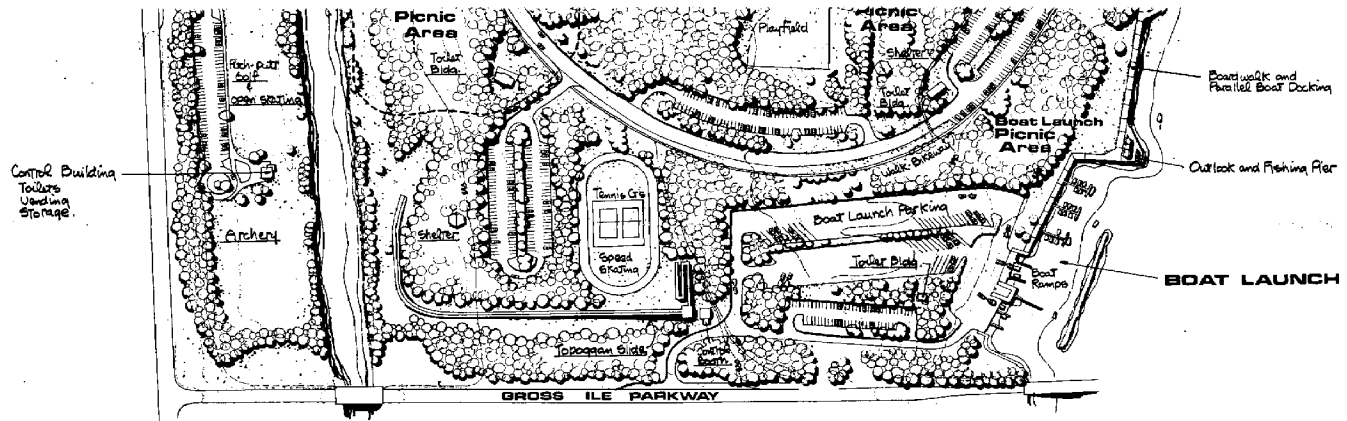 Picnic
Area
Toilet
Bldg.
Playfield
Picnic
Area
Shelter
Toilet
Bldg.
Boardwalk and
Parallel Boat Docking
Boat Launch
Picnic
Area
Outlook and Fishing Pier
Walk Bikeway
Pitch-putt
Golf
&
open skating
Control Building
Toilets
Vending
Storage.
Archery
Shelter
Tennis Cts
Speed
Skating
Boat Launch Parking
Toilet Bldg.
Boat
Ramps
BOAT LAUNCH
Toboggan Slide
Control
Booth
GROSS ILE PARKWAY